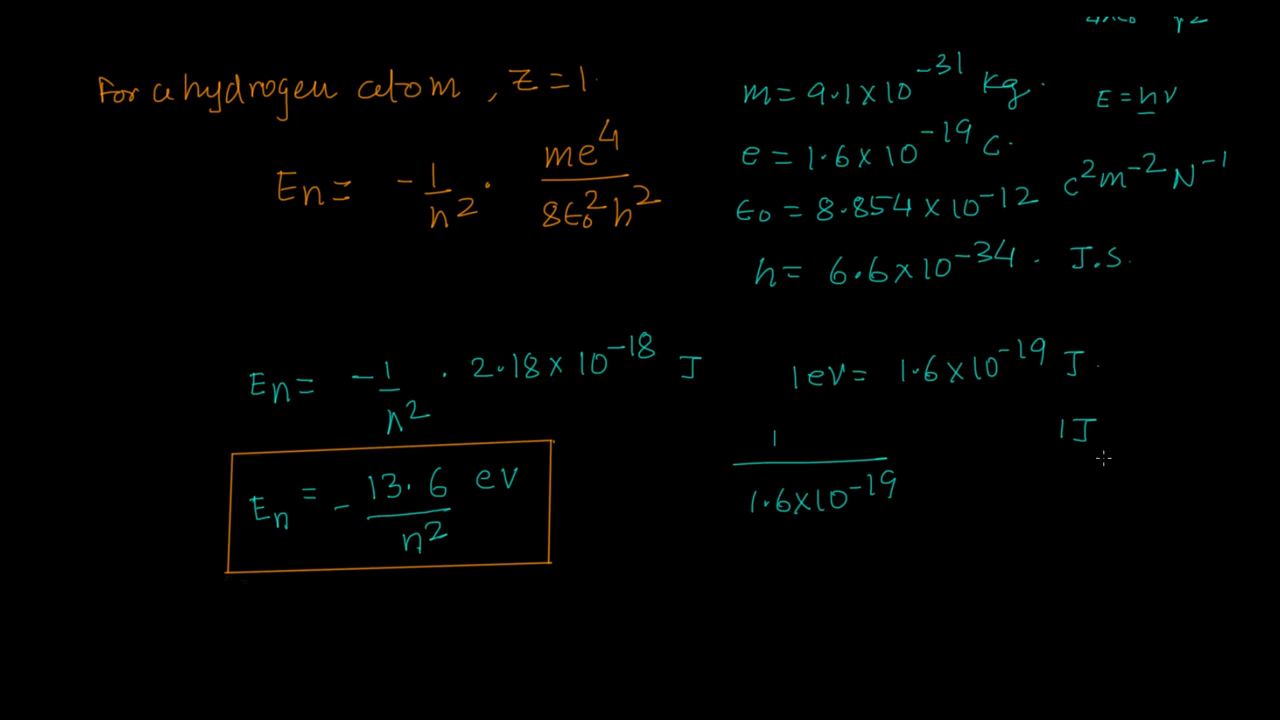 For a hydrogen atom, Z = 1.
En = -1/n² · me⁴/8ε₀²h²
m = 9.1×10⁻³¹ kg.
E = hν
e = 1.6×10⁻¹⁹ C.
ε₀ = 8.854×10⁻¹² C²m⁻²N⁻¹
h = 6.6×10⁻³⁴. J.S.
En = -1/n² · 2.18×10⁻¹⁸ J
1ev = 1.6×10⁻¹⁹ J.
1/1.6×10⁻¹⁹
1J
En = -13.6/n² ev